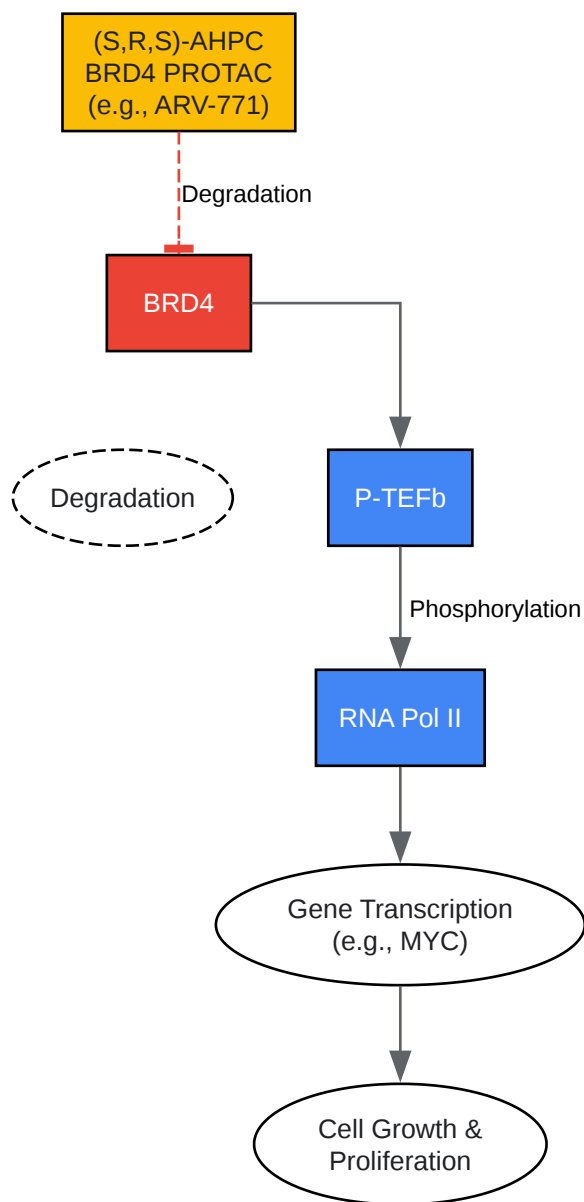 (S,R,S)-AHPC
BRD4 PROTAC
(e.g., ARV-771)
Degradation
BRD4
Degradation
P-TEFb
Phosphorylation
RNA Pol II
Gene Transcription
(e.g., MYC)
Cell Growth &
Proliferation